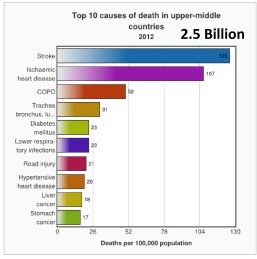 Top 10 causes of death in upper-middle
countries
2012
2.5 Billion
Stroke
Ischaemic
heart disease
107
COPD
50
Trachea
bronchus, lu...
31
Diabetes
mellitus
23
Lower respira-
tory infections
23
Road injury
21
Hypertensive
heart disease
20
Liver
cancer
18
Stomach
cancer
17
0
26
52
78
104
130
Deaths per 100,000 population